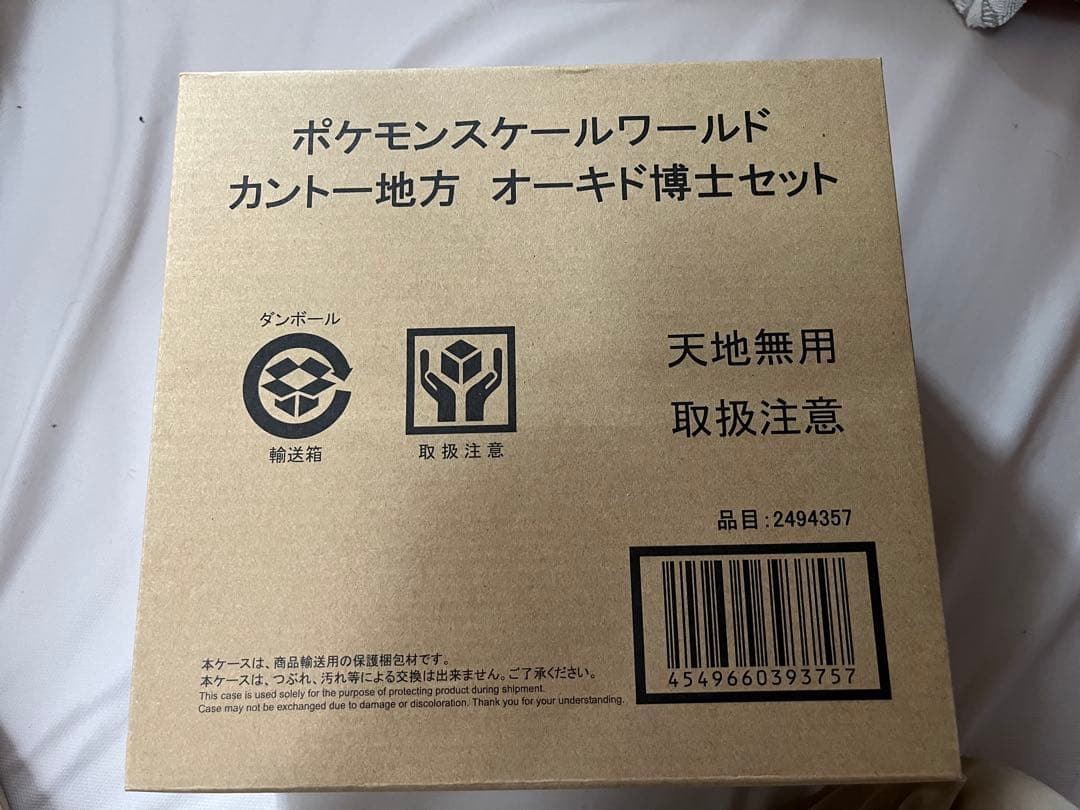 ポケモンスケールワールド
カントー地方 オーキド博士セット
ダンボール
輸送箱
取扱注意
天地無用
取扱注意
品目:2494357
4549660393757
本ケースは、商品輸送用の保護梱包材です。
本ケースは、つぶれ、汚れ等による交換は出来ません。ご了承ください。
This case is used solely for the purpose of protecting product during shipment.
Case may not be exchanged due to damage or discoloration. Thank you for your understanding.